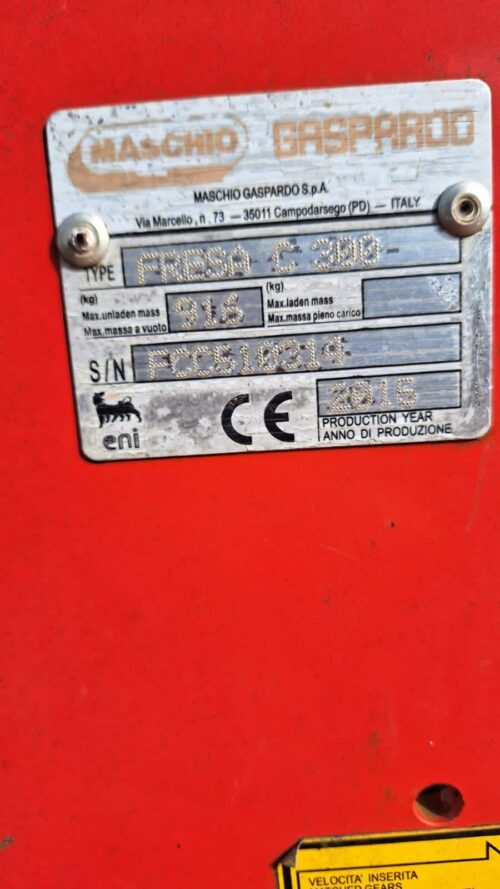 MASCHIO GASPARDO
MASCHIO GASPARDO S.p.A.
Via Marcello, n. 73 — 35011 Campodarsego (PD) — ITALY
TYPE FRESA C 300-
(kg)
Max.unladen mass
Max.massa a vuoto
916
(kg)
Max.laden mass
Max.massa pieno carico
S/N FCC510314
eni
CE
2015
PRODUCTION YEAR
ANNO DI PRODUZIONE
VELOCITA' INSERITA